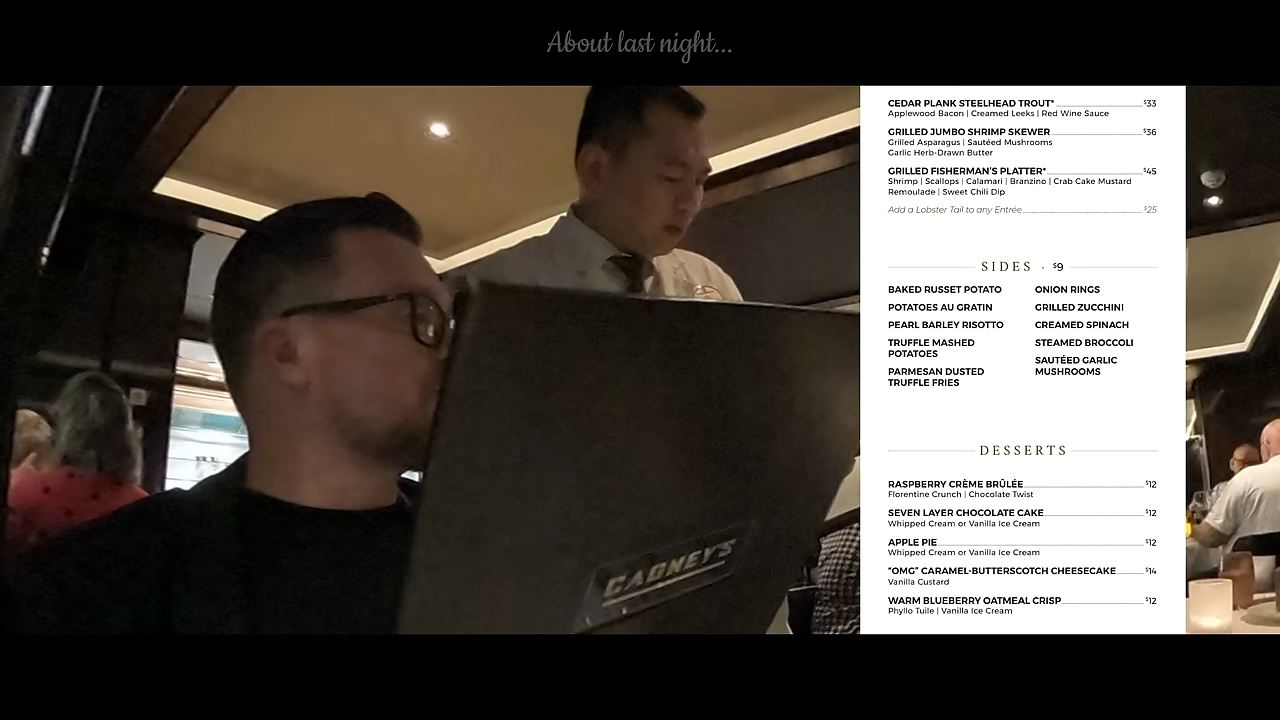 About last night...
CEDAR PLANK STEELHEAD TROUT* $33
Applewood Bacon | Creamed Leeks | Red Wine Sauce
GRILLED JUMBO SHRIMP SKEWER $36
Grilled Asparagus | Sautéed Mushrooms
Garlic Herb-Drawn Butter
GRILLED FISHERMAN'S PLATTER* $45
Shrimp | Scallops | Calamari | Branzino | Crab Cake Mustard
Remoulade | Sweet Chili Dip
Add a Lobster Tail to any Entrée $25
SIDES · $9
BAKED RUSSET POTATO
POTATOES AU GRATIN
PEARL BARLEY RISOTTO
TRUFFLE MASHED
POTATOES
PARMESAN DUSTED
TRUFFLE FRIES
ONION RINGS
GRILLED ZUCCHINI
CREAMED SPINACH
STEAMED BROCCOLI
SAUTÉED GARLIC
MUSHROOMS
DESSERTS
RASPBERRY CRÈME BRÛLÉE $12
Florentine Crunch | Chocolate Twist
SEVEN LAYER CHOCOLATE CAKE $12
Whipped Cream or Vanilla Ice Cream
APPLE PIE $12
Whipped Cream or Vanilla Ice Cream
"OMG" CARAMEL-BUTTERSCOTCH CHEESECAKE $14
Vanilla Custard
WARM BLUEBERRY OATMEAL CRISP $12
Phyllo Tuile | Vanilla Ice Cream
CAGNEY'S